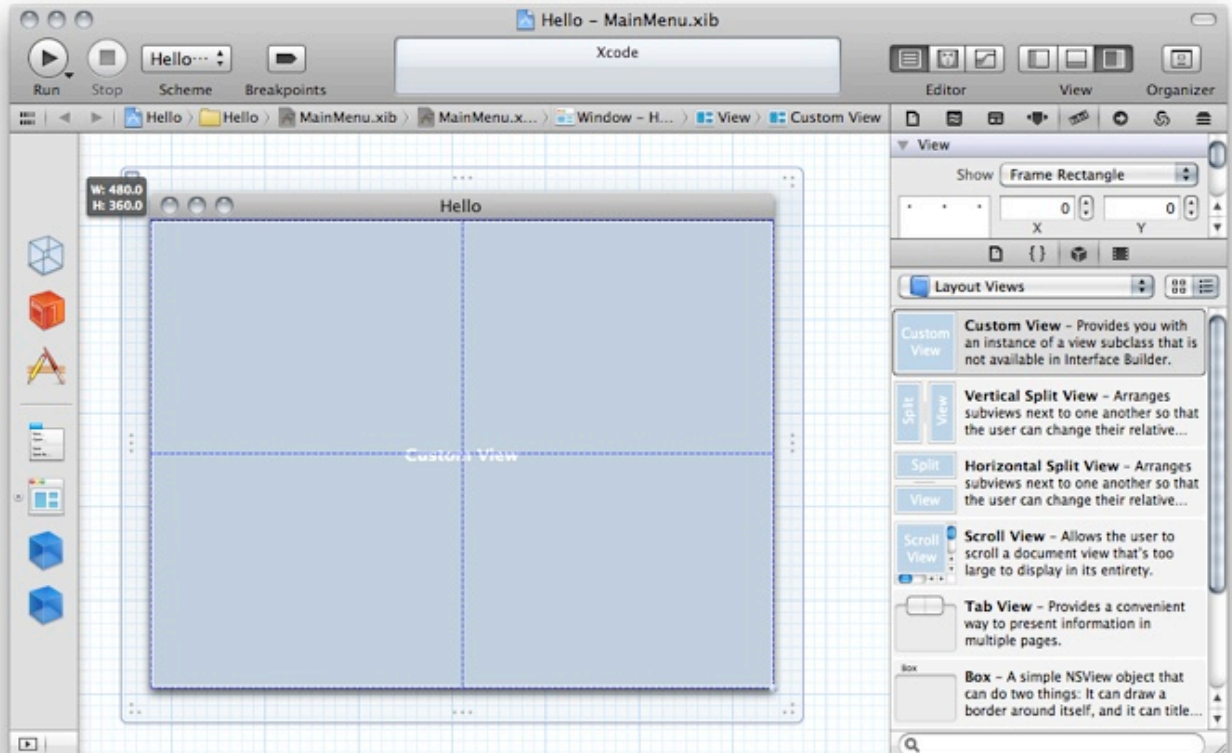 Hello – MainMenu.xib
Xcode
Hello...
Run
Stop
Scheme
Breakpoints
Editor
View
Organizer
Hello
Hello
MainMenu.xib
MainMenu.x...
Window – H...
View
Custom View
W: 480.0
H: 360.0
Hello
Custom View
View
Show
Frame Rectangle
0
0
X
Y
{}
Layout Views
Custom
View
Custom View – Provides you with
an instance of a view subclass that is
not available in Interface Builder.
Split
View
Vertical Split View – Arranges
subviews next to one another so that
the user can change their relative...
Split
View
Horizontal Split View – Arranges
subviews next to one another so that
the user can change their relative...
Scroll
View
Scroll View – Allows the user to
scroll a document view that's too
large to display in its entirety.
Tab View – Provides a convenient
way to present information in
multiple pages.
Box
Box – A simple NSView object that
can do two things: It can draw a
border around itself, and it can title...